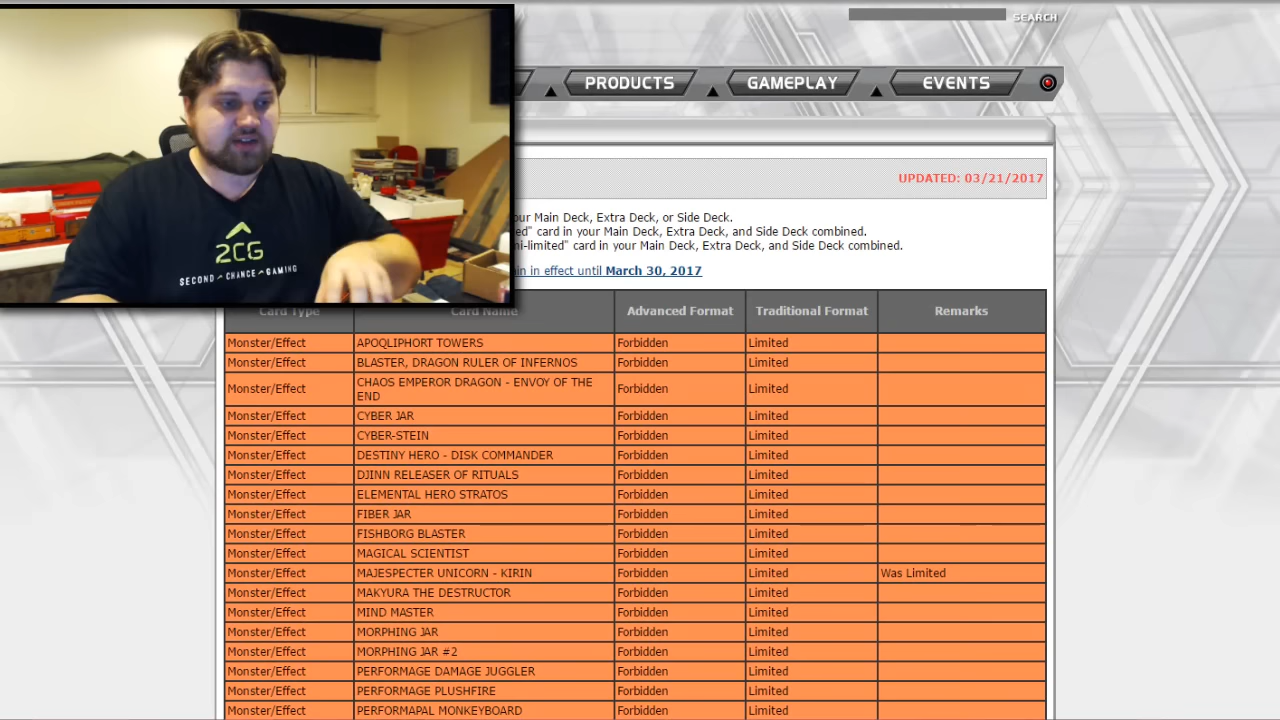 SEARCH
PRODUCTS GAMEPLAY EVENTS
2CG
SECOND CHANCE GAMING
UPDATED: 03/21/2017
our Main Deck, Extra Deck, or Side Deck.
ed" card in your Main Deck, Extra Deck, and Side Deck combined.
mi-limited" card in your Main Deck, Extra Deck, and Side Deck combined.
in in effect until March 30, 2017
Card Type Card Name Advanced Format Traditional Format Remarks
Monster/Effect APOQLIPHORT TOWERS Forbidden Limited
Monster/Effect BLASTER, DRAGON RULER OF INFERNOS Forbidden Limited
Monster/Effect CHAOS EMPEROR DRAGON - ENVOY OF THE
END Forbidden Limited
Monster/Effect CYBER JAR Forbidden Limited
Monster/Effect CYBER-STEIN Forbidden Limited
Monster/Effect DESTINY HERO - DISK COMMANDER Forbidden Limited
Monster/Effect DJINN RELEASER OF RITUALS Forbidden Limited
Monster/Effect ELEMENTAL HERO STRATOS Forbidden Limited
Monster/Effect FIBER JAR Forbidden Limited
Monster/Effect FISHBORG BLASTER Forbidden Limited
Monster/Effect MAGICAL SCIENTIST Forbidden Limited
Monster/Effect MAJESPECTER UNICORN - KIRIN Forbidden Limited Was Limited
Monster/Effect MAKYURA THE DESTRUCTOR Forbidden Limited
Monster/Effect MIND MASTER Forbidden Limited
Monster/Effect MORPHING JAR Forbidden Limited
Monster/Effect MORPHING JAR #2 Forbidden Limited
Monster/Effect PERFORMAGE DAMAGE JUGGLER Forbidden Limited
Monster/Effect PERFORMAGE PLUSHFIRE Forbidden Limited
Monster/Effect PERFORMAPAL MONKEYBOARD Forbidden Limited